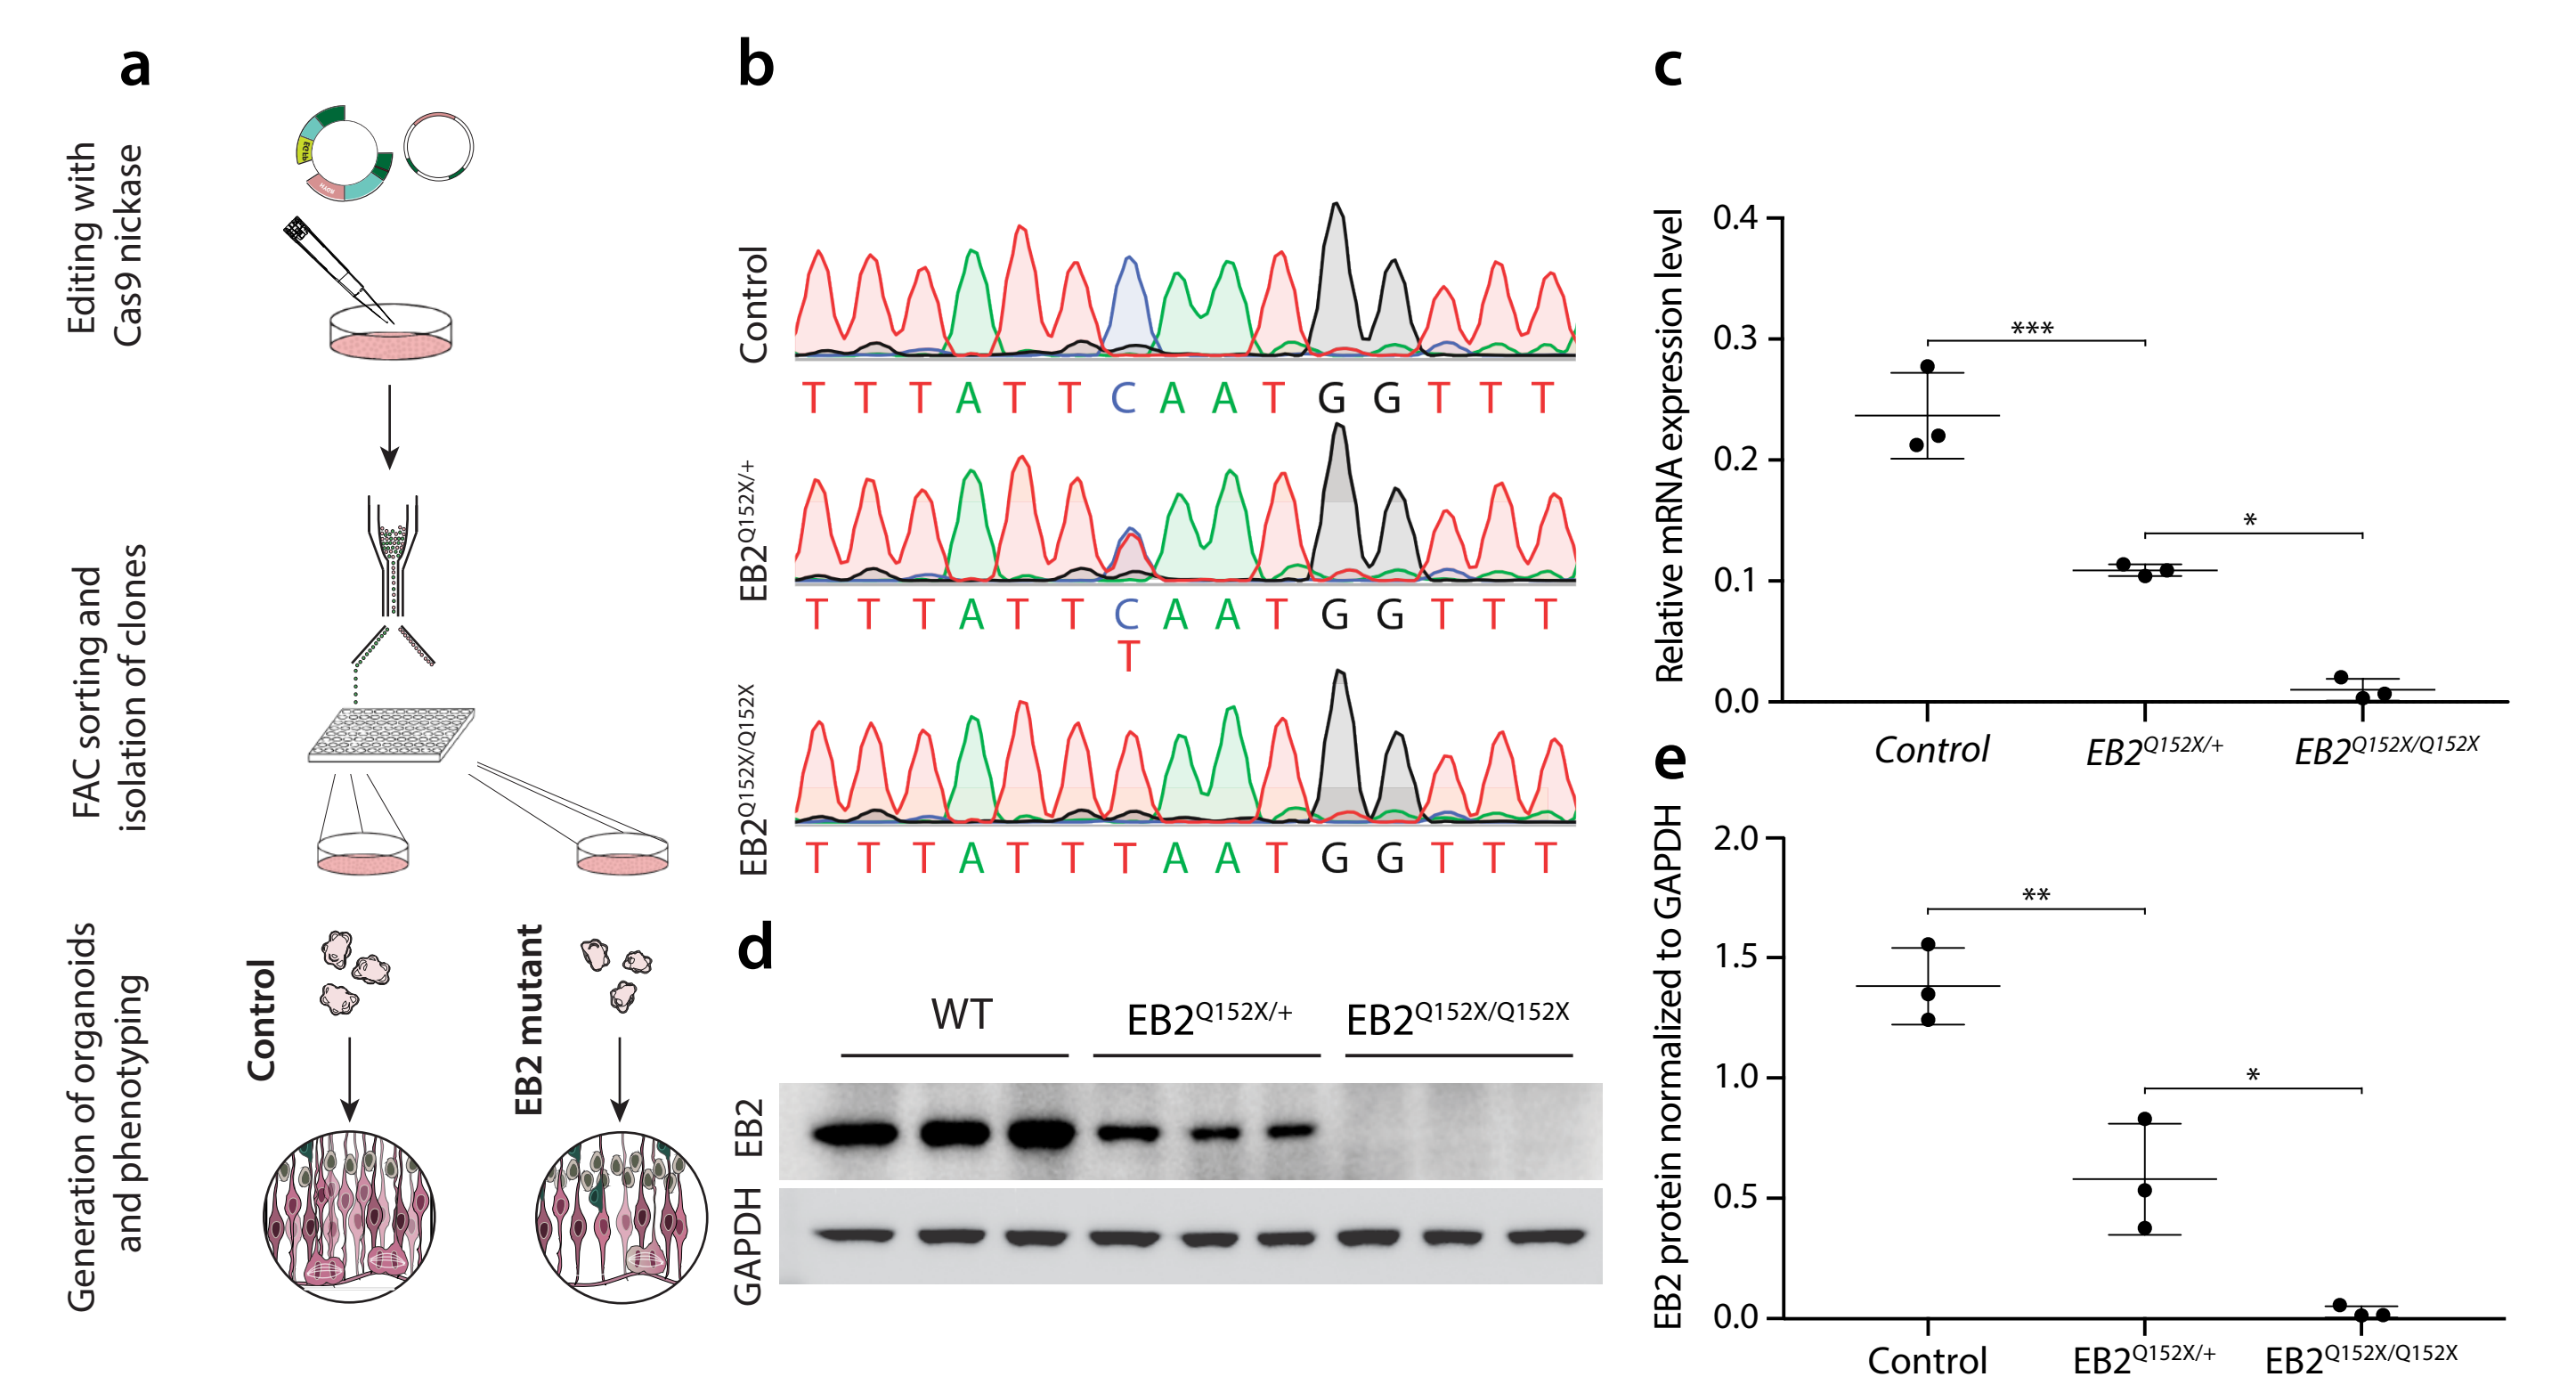 a
Editing with
Cas9 nickase
EGFP
FAC sorting and
isolation of clones
Generation of organoids
and phenotyping
Control
EB2 mutant
b
Control
T T T A T T C A A T G G T T T
EB2Q152X/+
T T T A T T C A A T G G T T T
T
EB2Q152X/Q152X
T T T A T T T A A T G G T T T
c
Relative mRNA expression level
0.4
0.3
0.2
0.1
0.0
***
*
Control
EB2Q152X/+
EB2Q152X/Q152X
d
WT
EB2Q152X/+
EB2Q152X/Q152X
EB2
GAPDH
e
EB2 protein normalized to GAPDH
2.0
1.5
1.0
0.5
0.0
**
*
Control
EB2Q152X/+
EB2Q152X/Q152X